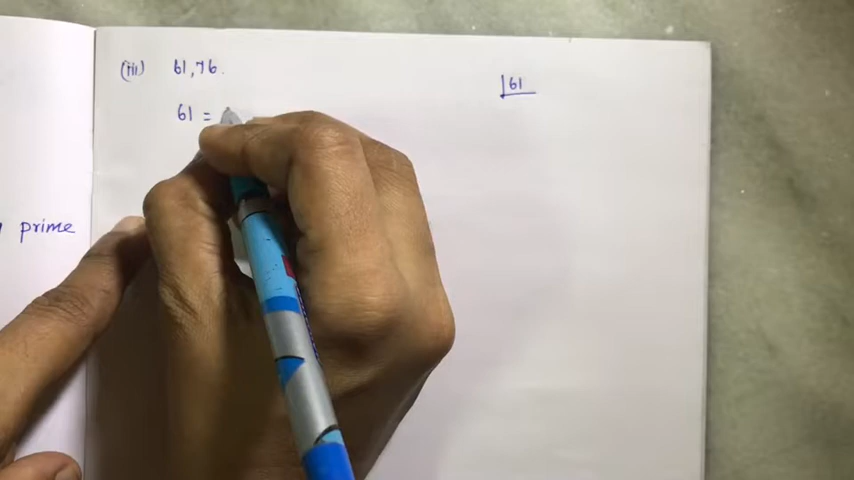 (iii) 61,76.
61
61 =
prime